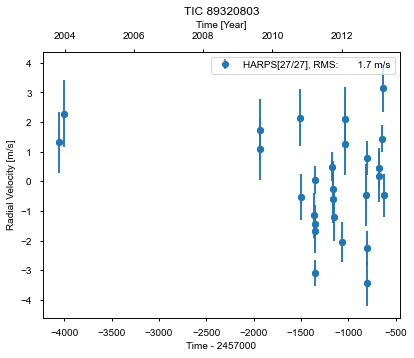 TIC 89320803
Time [Year]
2004 2006 2008 2010 2012
HARPS[27/27], RMS: 1.7 m/s
4
3
2
1
0
−1
−2
−3
−4
Radial Velocity [m/s]
−4000 −3500 −3000 −2500 −2000 −1500 −1000 −500
Time - 2457000